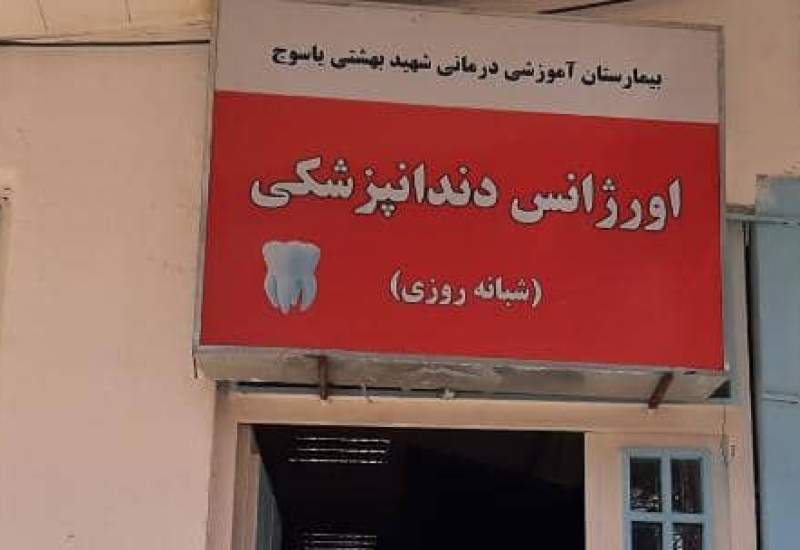 بیمارستان آموزشی درمانی شهید بهشتی یاسوج
اورژانس دندانپزشکی
(شبانه روزی)